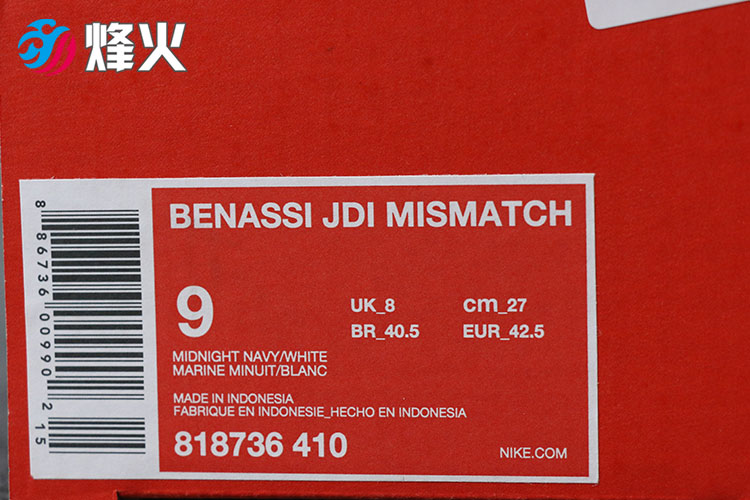 烽火
BENASSI JDI MISMATCH
9
UK_8 cm_27
BR_40.5 EUR_42.5
MIDNIGHT NAVY/WHITE
MARINE MINUIT/BLANC
MADE IN INDONESIA
FABRIQUE EN INDONESIE_HECHO EN INDONESIA
818736 410
NIKE.COM
8 86736 00990 2 15